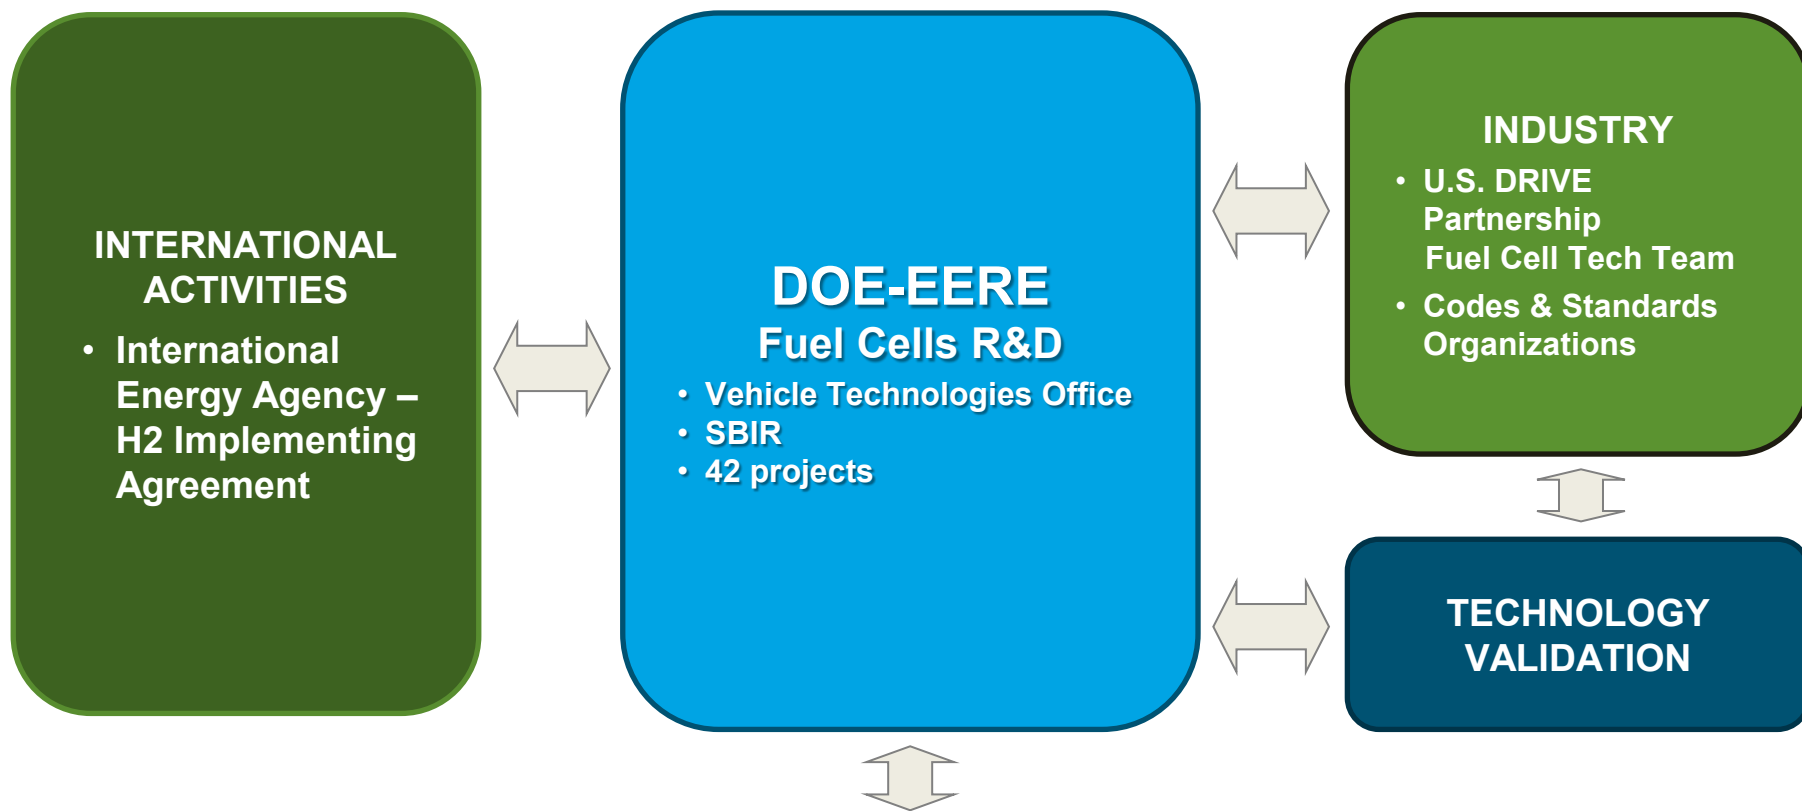 INTERNATIONAL
ACTIVITIES
• International
Energy Agency –
H2 Implementing
Agreement
DOE-EERE
Fuel Cells R&D
• Vehicle Technologies Office
• SBIR
• 42 projects
INDUSTRY
• U.S. DRIVE
Partnership
Fuel Cell Tech Team
• Codes & Standards
Organizations
TECHNOLOGY
VALIDATION